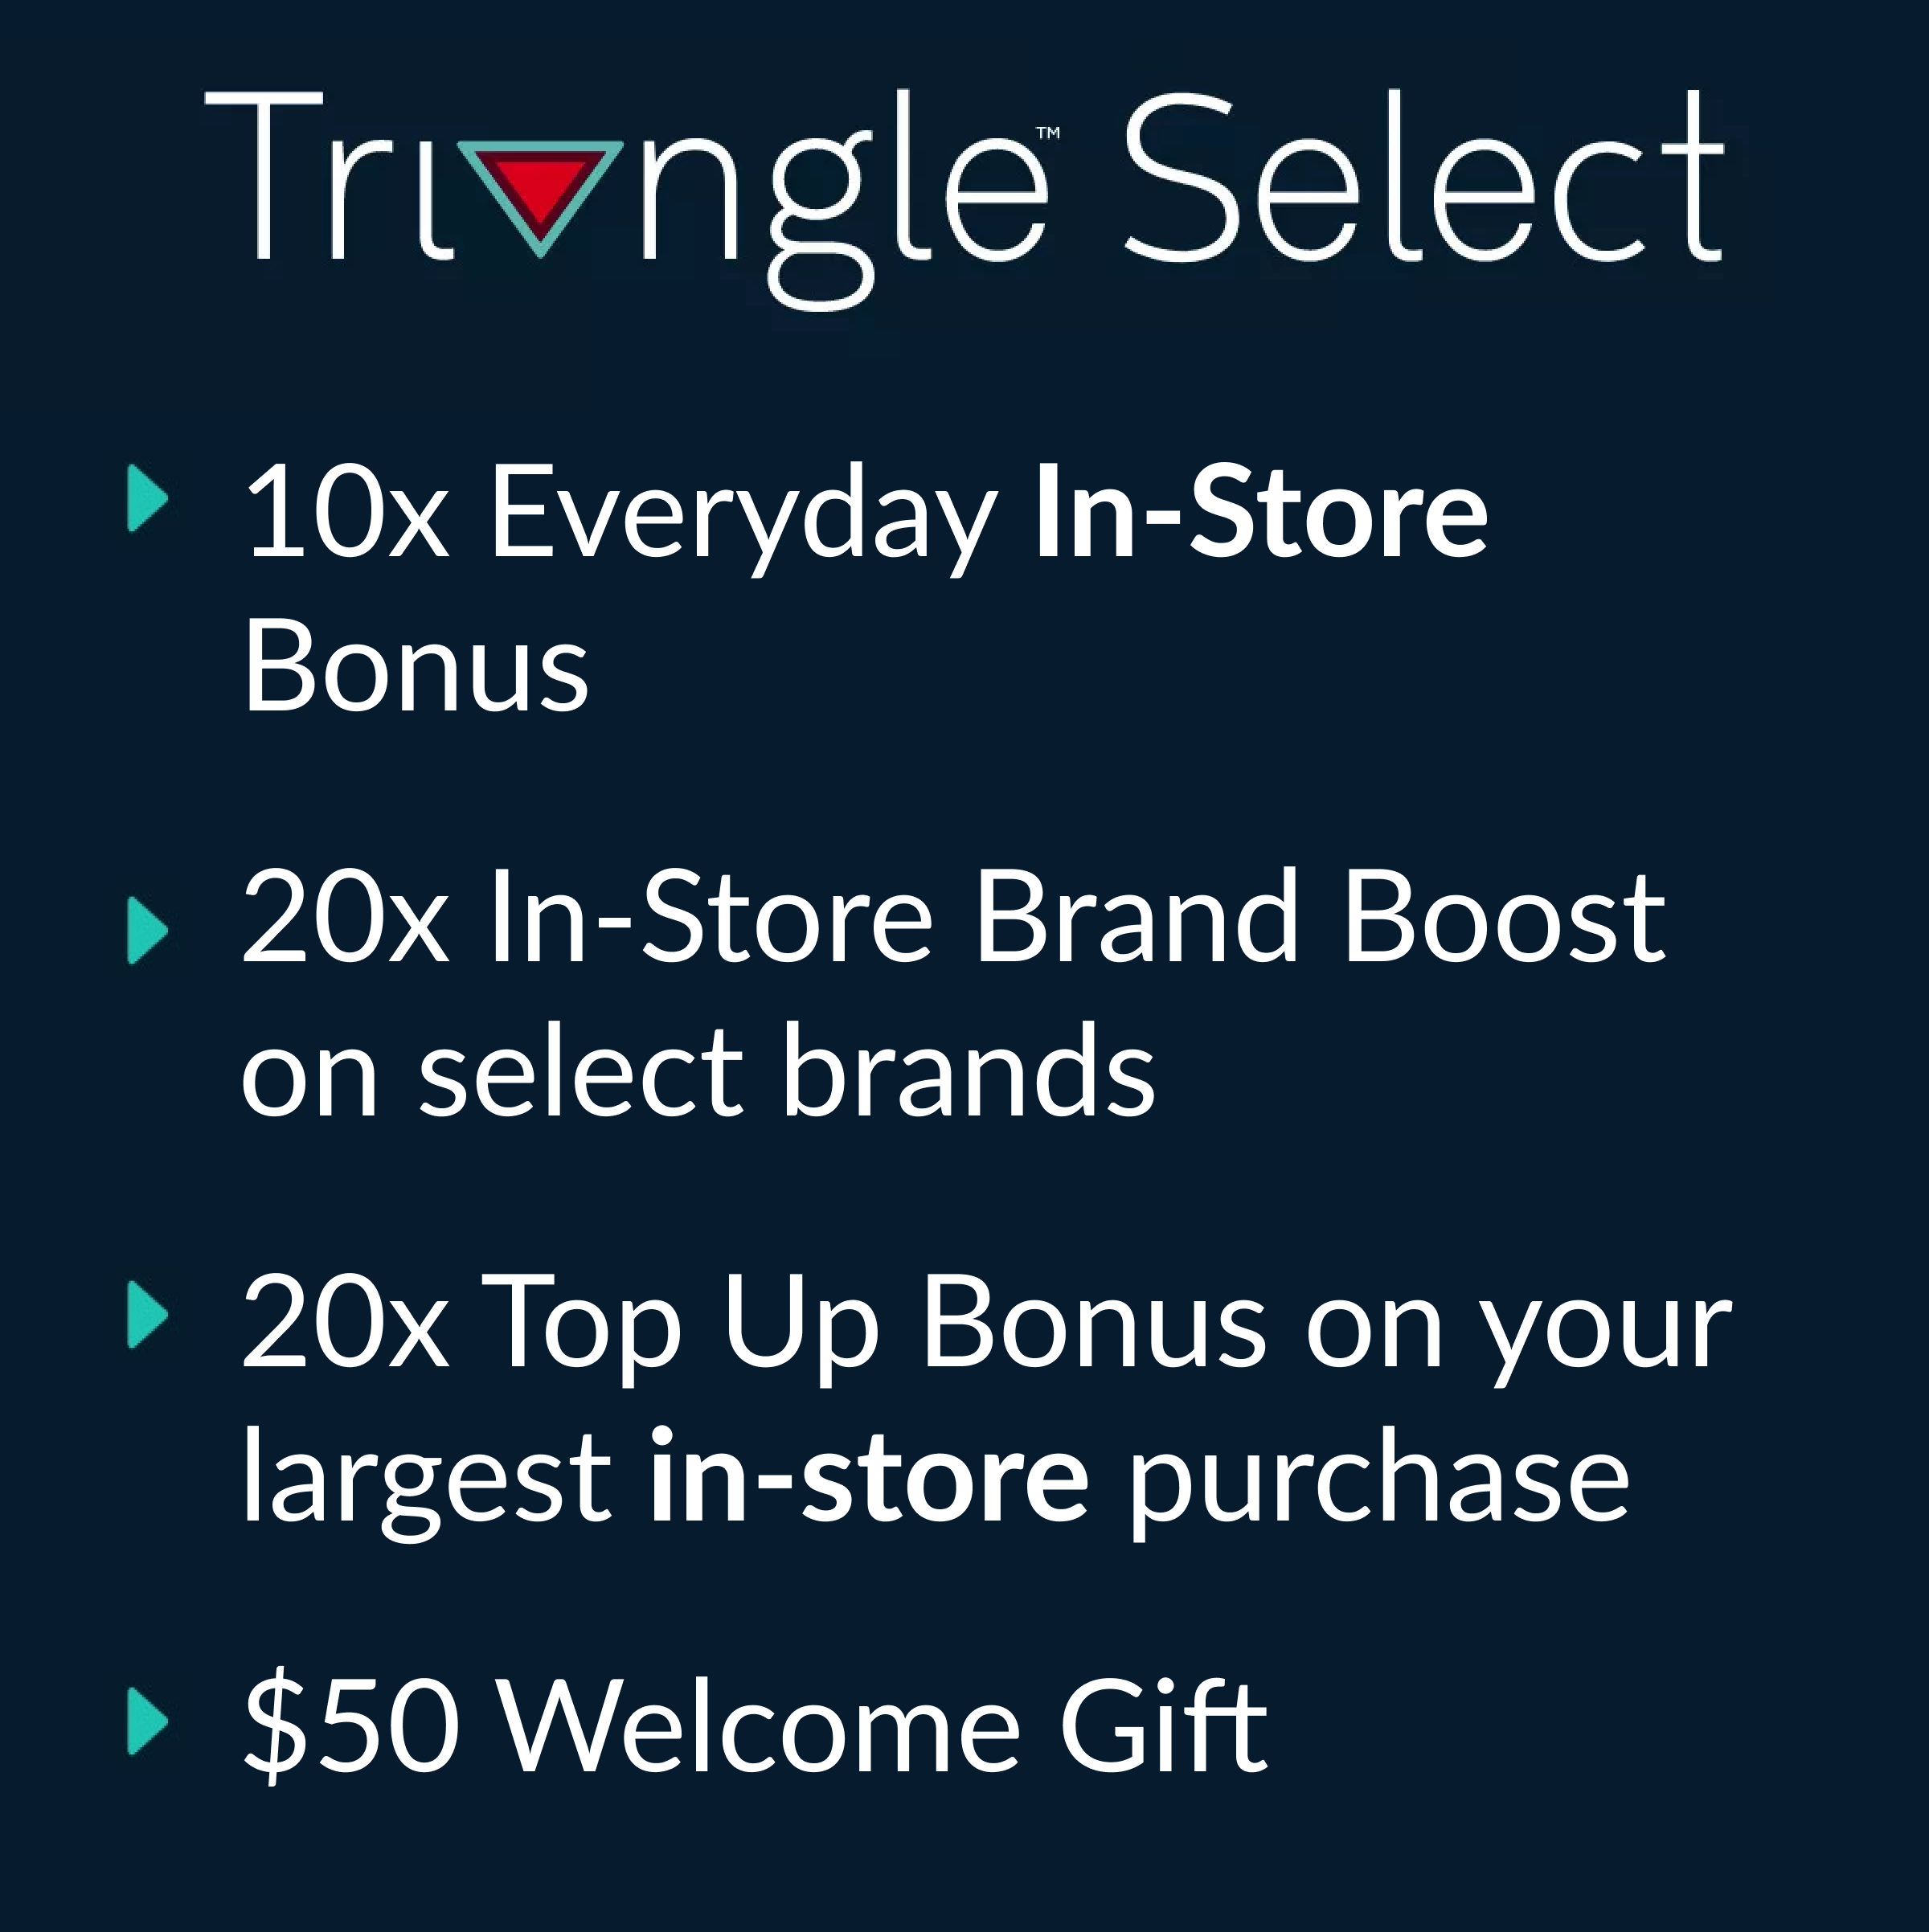 Triangle™ Select
10x Everyday In-Store
Bonus
20x In-Store Brand Boost
on select brands
20x Top Up Bonus on your
largest in-store purchase
$50 Welcome Gift